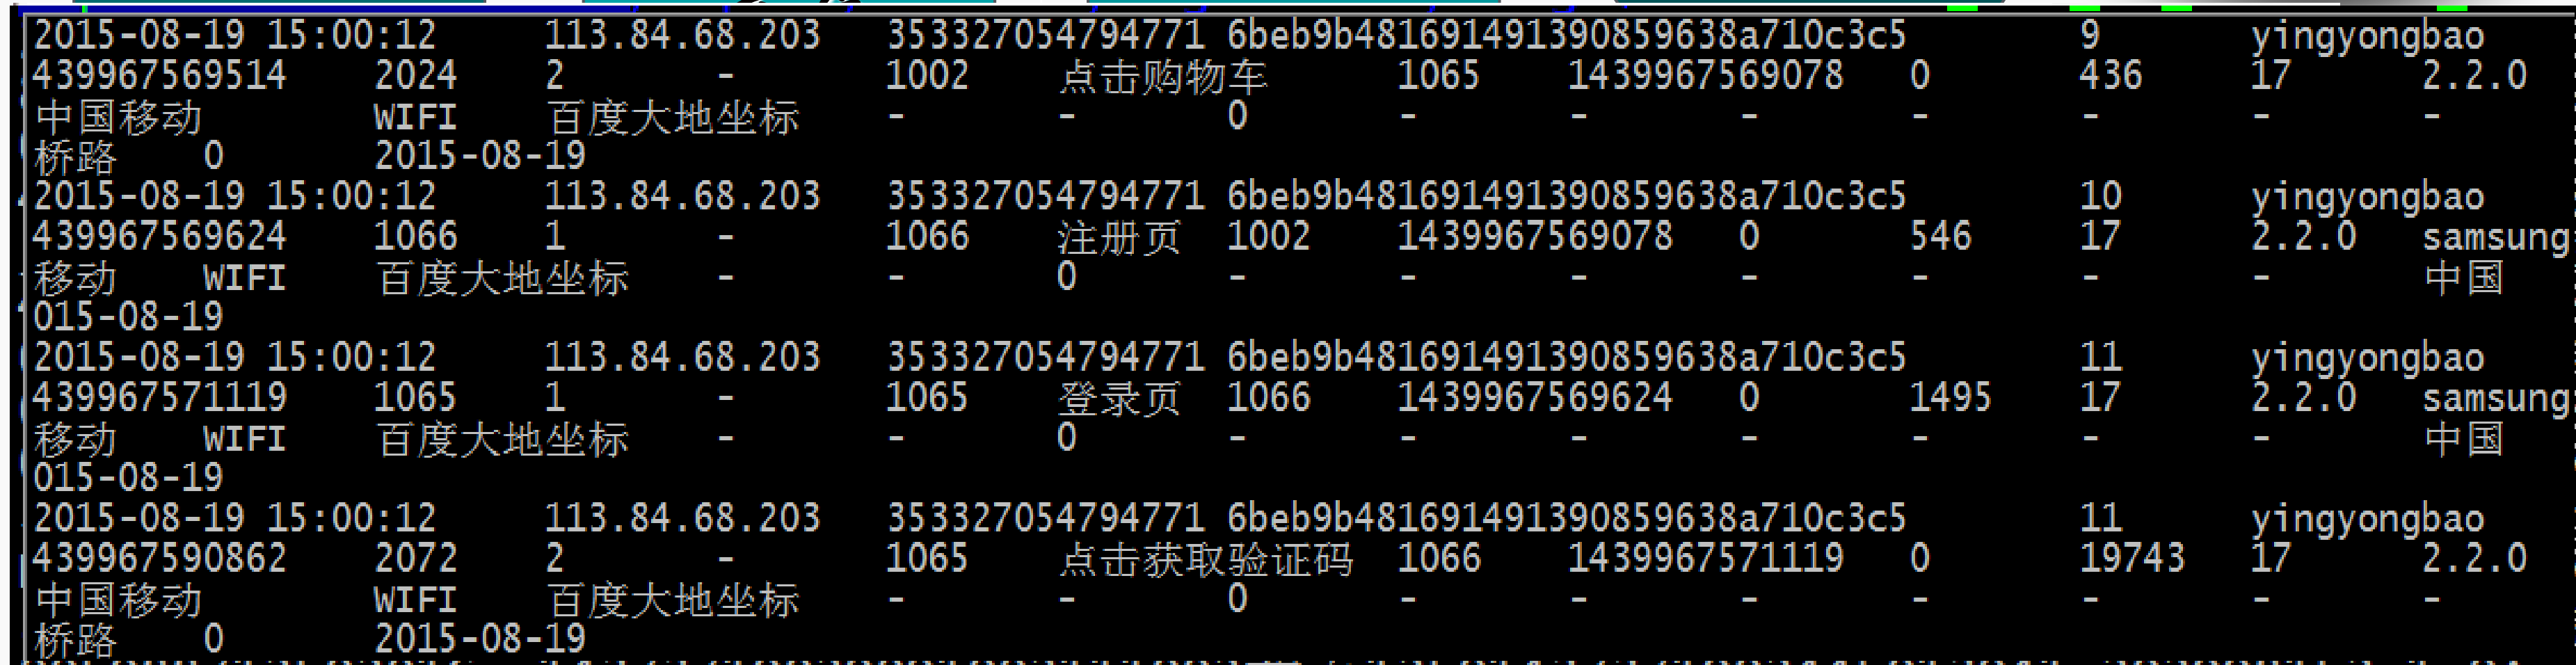 2015-08-19 15:00:12 113.84.68.203 353327054794771 6beb9b481691491390859638a710c3c5 9 yingyongbao
439967569514 2024 2 - 1002 点击购物车 1065 1439967569078 0 436 17 2.2.0
中国移动 WIFI 百度大地坐标 - - 0 - - - - - - -
桥路 0 2015-08-19
2015-08-19 15:00:12 113.84.68.203 353327054794771 6beb9b481691491390859638a710c3c5 10 yingyongbao
439967569624 1066 1 - 1066 注册页 1002 1439967569078 0 546 17 2.2.0 samsung
移动 WIFI 百度大地坐标 - - 0 - - - - - - - 中国
015-08-19
2015-08-19 15:00:12 113.84.68.203 353327054794771 6beb9b481691491390859638a710c3c5 11 yingyongbao
439967571119 1065 1 - 1065 登录页 1066 1439967569624 0 1495 17 2.2.0 samsung
移动 WIFI 百度大地坐标 - - 0 - - - - - - - 中国
015-08-19
2015-08-19 15:00:12 113.84.68.203 353327054794771 6beb9b481691491390859638a710c3c5 11 yingyongbao
439967590862 2072 2 - 1065 点击获取验证码 1066 1439967571119 0 19743 17 2.2.0
中国移动 WIFI 百度大地坐标 - - 0 - - - - - - -
桥路 0 2015-08-19